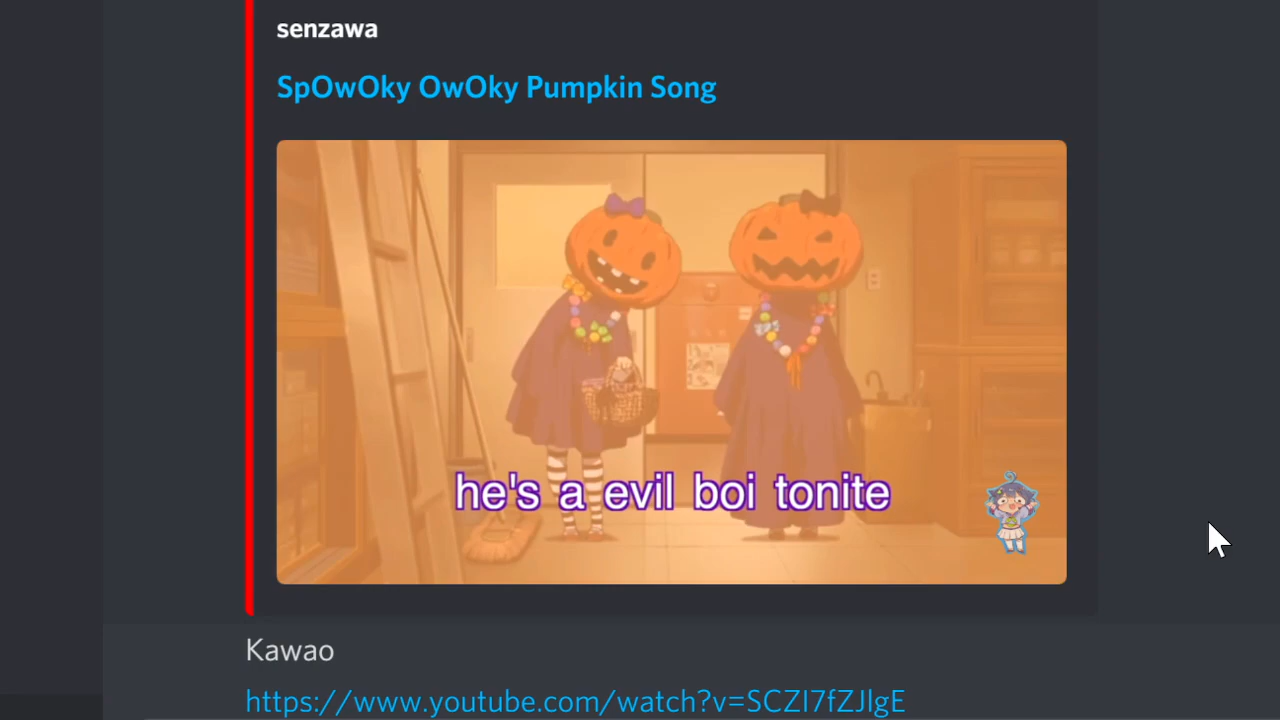 senzawa
SpOwOky OwOky Pumpkin Song
he's a evil boi tonite
Kawao
https://www.youtube.com/watch?v=SCZI7fZJlgE